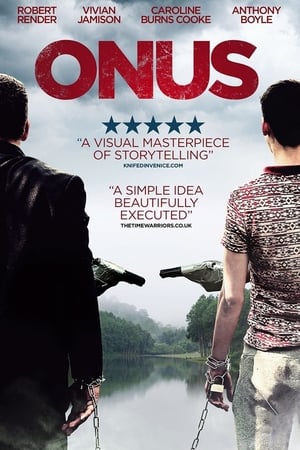 ROBERT RENDER
VIVIAN JAMISON
CAROLINE BURNS COOKE
ANTHONY BOYLE
ONUS
“A VISUAL MASTERPIECE
OF STORYTELLING”
KNIFEDINVENICE.COM
“A SIMPLE IDEA
BEAUTIFULLY
EXECUTED”
THETIMEWARRIORS.CO.UK